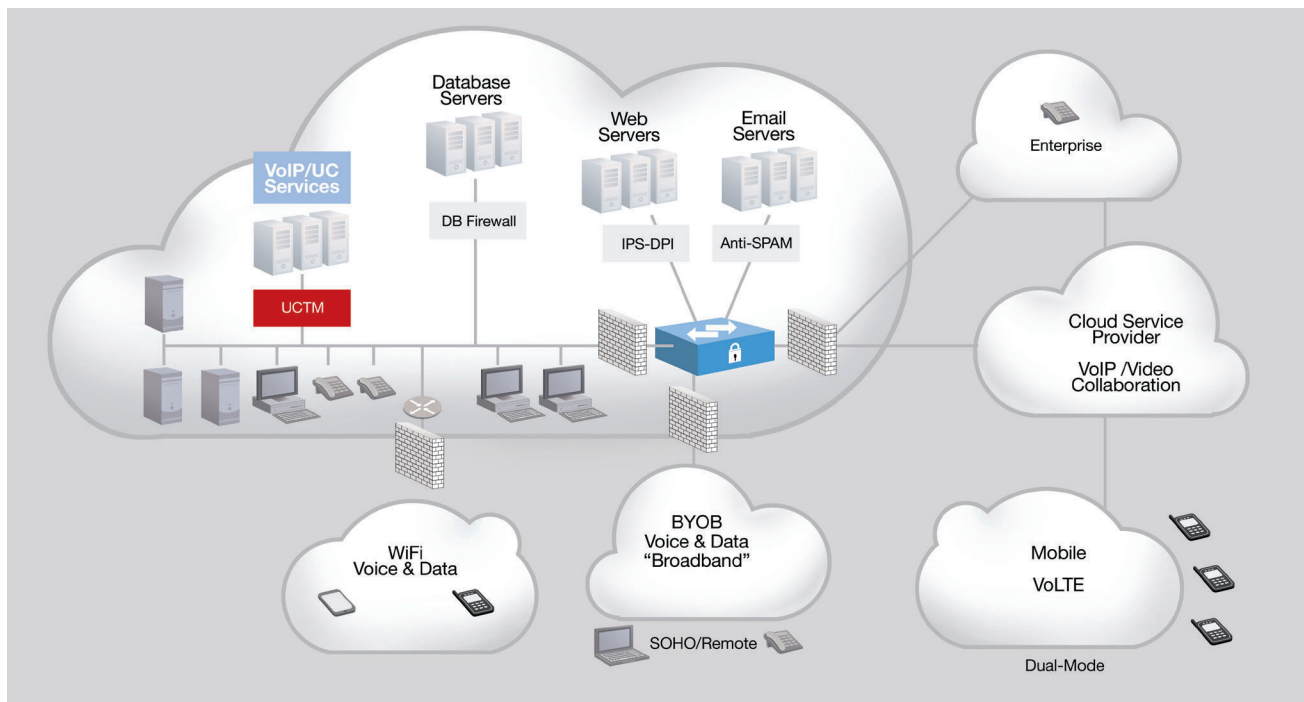 Database
Servers
Web
Servers
Email
Servers
VoIP/UC
Services
DB Firewall
IPS-DPI
Anti-SPAM
UCTM
Enterprise
Cloud Service
Provider
VoIP /Video
Collaboration
WiFi
Voice & Data
BYOB
Voice & Data
“Broadband”
SOHO/Remote
Mobile
VoLTE
Dual-Mode